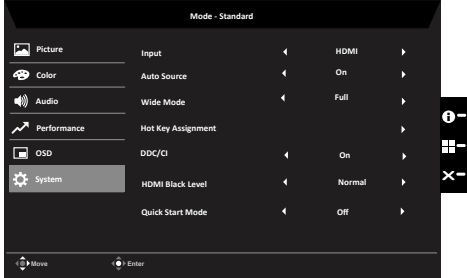 Mode - Standard
Picture
Color
Audio
Performance
OSD
System
Input HDMI
Auto Source On
Wide Mode Full
Hot Key Assignment
DDC/CI On
HDMI Black Level Normal
Quick Start Mode Off
Move Enter